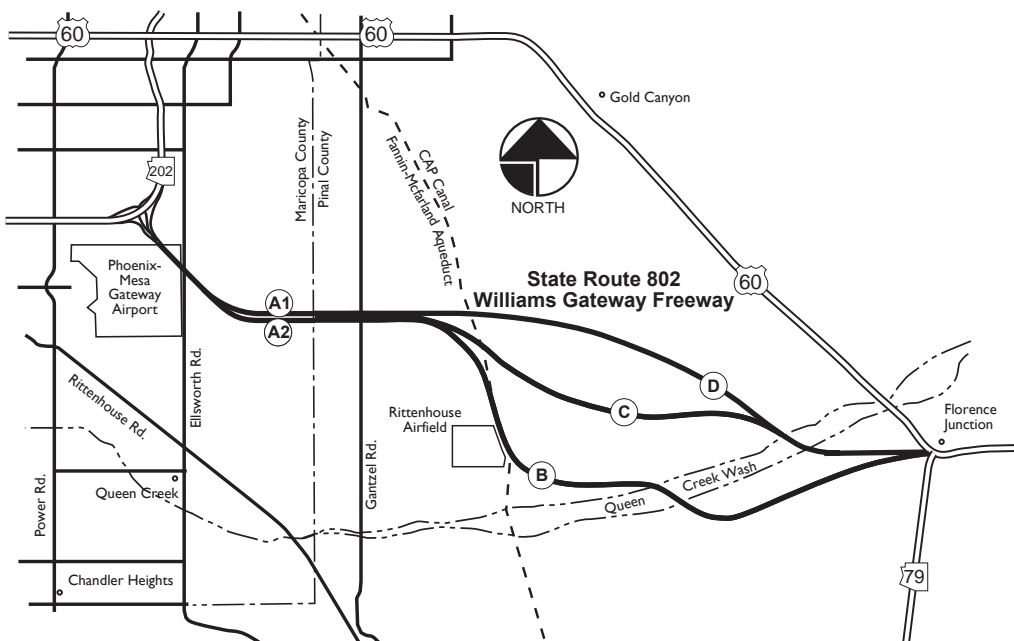 60
60
Gold Canyon
CAP Canal
Fannin-Mcfarland Aqueduct
Maricopa County
Pinal County
202
NORTH
Phoenix-
Mesa
Gateway
Airport
State Route 802
Williams Gateway Freeway
60
A1
A2
D
C
B
Ellsworth Rd.
Rittenhouse Rd.
Rittenhouse
Airfield
Florence
Junction
Gantzel Rd.
Power Rd.
Queen Creek
Queen
Creek Wash
Chandler Heights
79